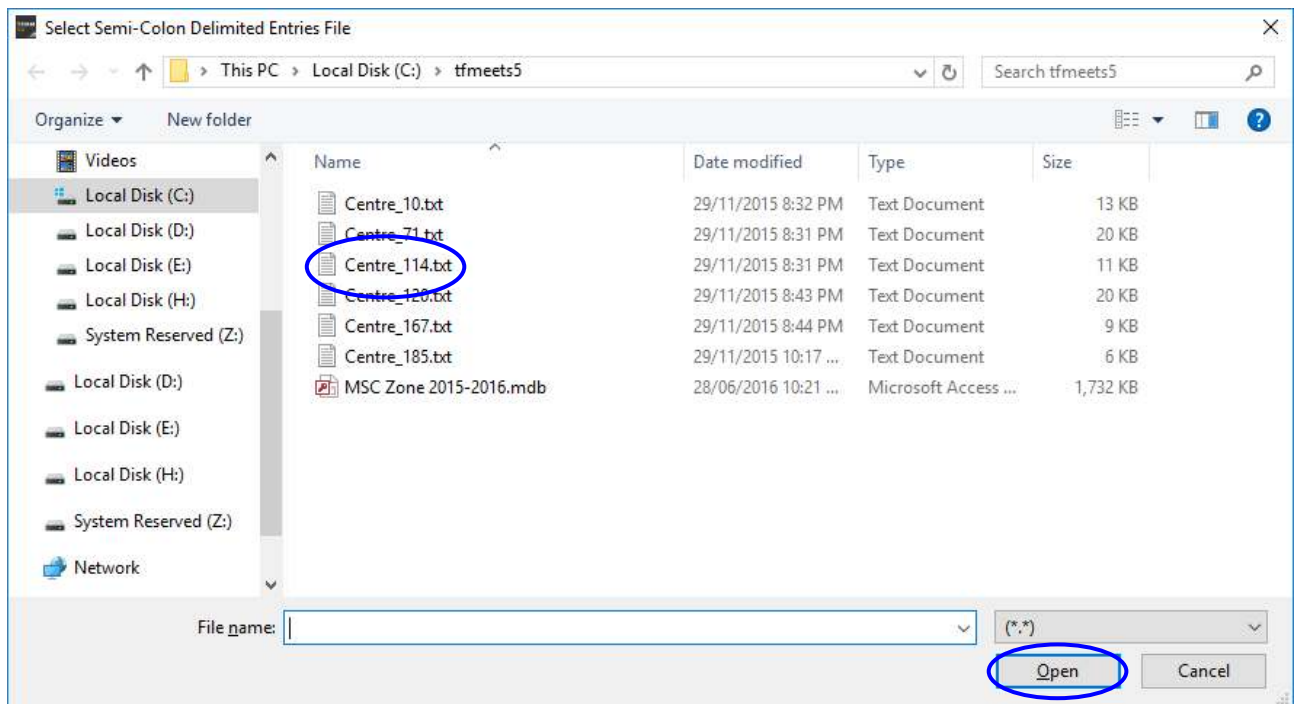 Select Semi-Colon Delimited Entries File
This PC > Local Disk (C:) > tfmeets5
Search tfmeets5
Organize
New folder
Videos
Local Disk (C:)
Local Disk (D:)
Local Disk (E:)
Local Disk (H:)
System Reserved (Z:)
Local Disk (D:)
Local Disk (E:)
Local Disk (H:)
System Reserved (Z:)
Network
Name Date modified Type Size
Centre_10.txt 29/11/2015 8:32 PM Text Document 13 KB
Centre_71.txt 29/11/2015 8:31 PM Text Document 20 KB
Centre_114.txt 29/11/2015 8:31 PM Text Document 11 KB
Centre_120.txt 29/11/2015 8:43 PM Text Document 20 KB
Centre_167.txt 29/11/2015 8:44 PM Text Document 9 KB
Centre_185.txt 29/11/2015 10:17 ... Text Document 6 KB
MSC Zone 2015-2016.mdb 28/06/2016 10:21 ... Microsoft Access ... 1,732 KB
File name:
(*.*)
Open Cancel